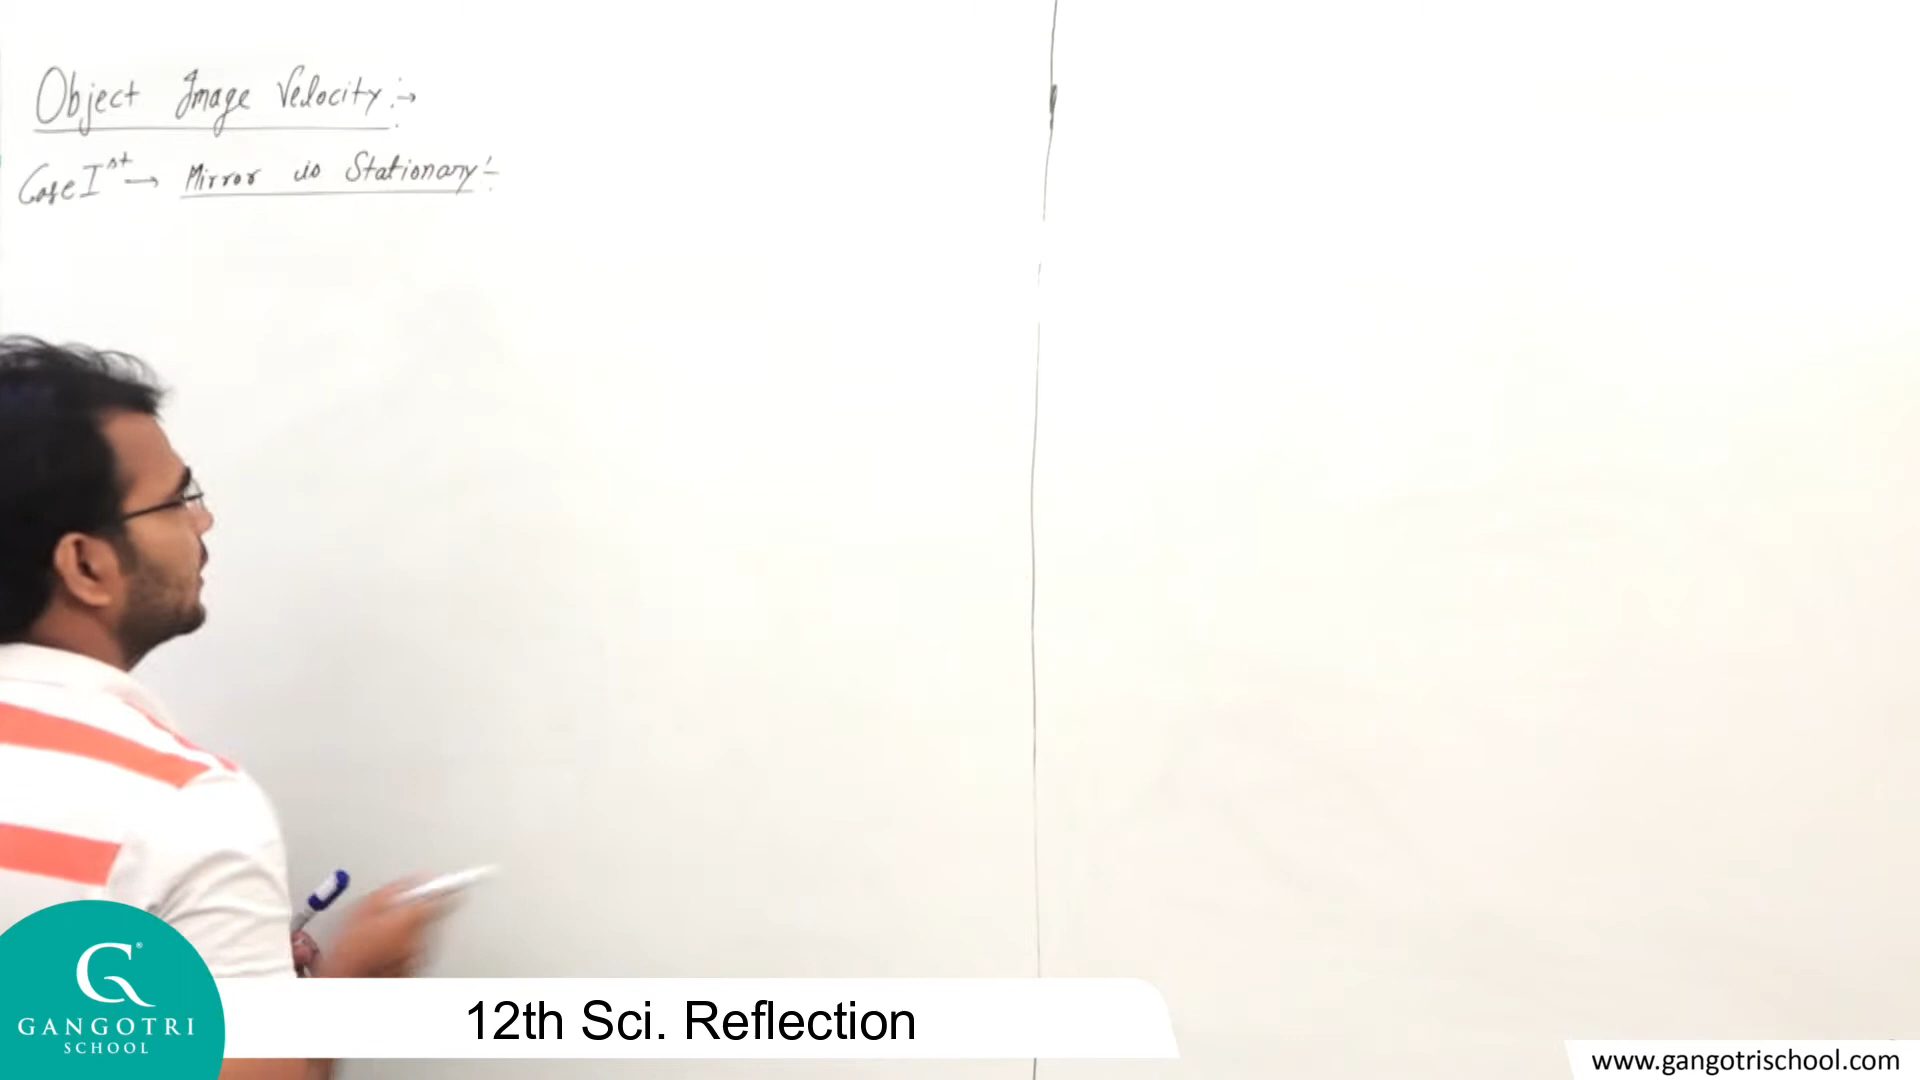 Object Image Velocity :→
Case Ist → Mirror is Stationary :-
GANGOTRI
SCHOOL
12th Sci. Reflection
www.gangotrischool.com